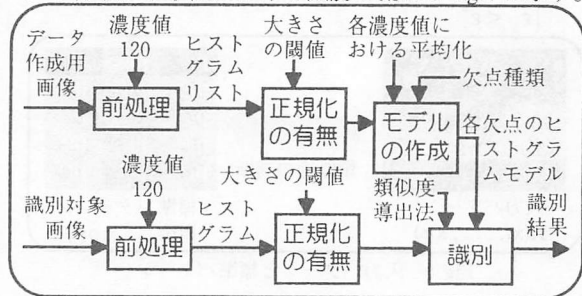 データ
作成用
画像
濃度値
120
前処理
ヒスト
グラム
リスト
大きさ
の閾値
正規化
の有無
各濃度値に
おける平均化
欠点種類
モデル
の作成
各欠点のヒ
ストグラ
ムモデル
識別対象
画像
濃度値
120
前処理
ヒスト
グラム
大きさの閾値
正規化
の有無
類似度
導出法
識別
識別
結果